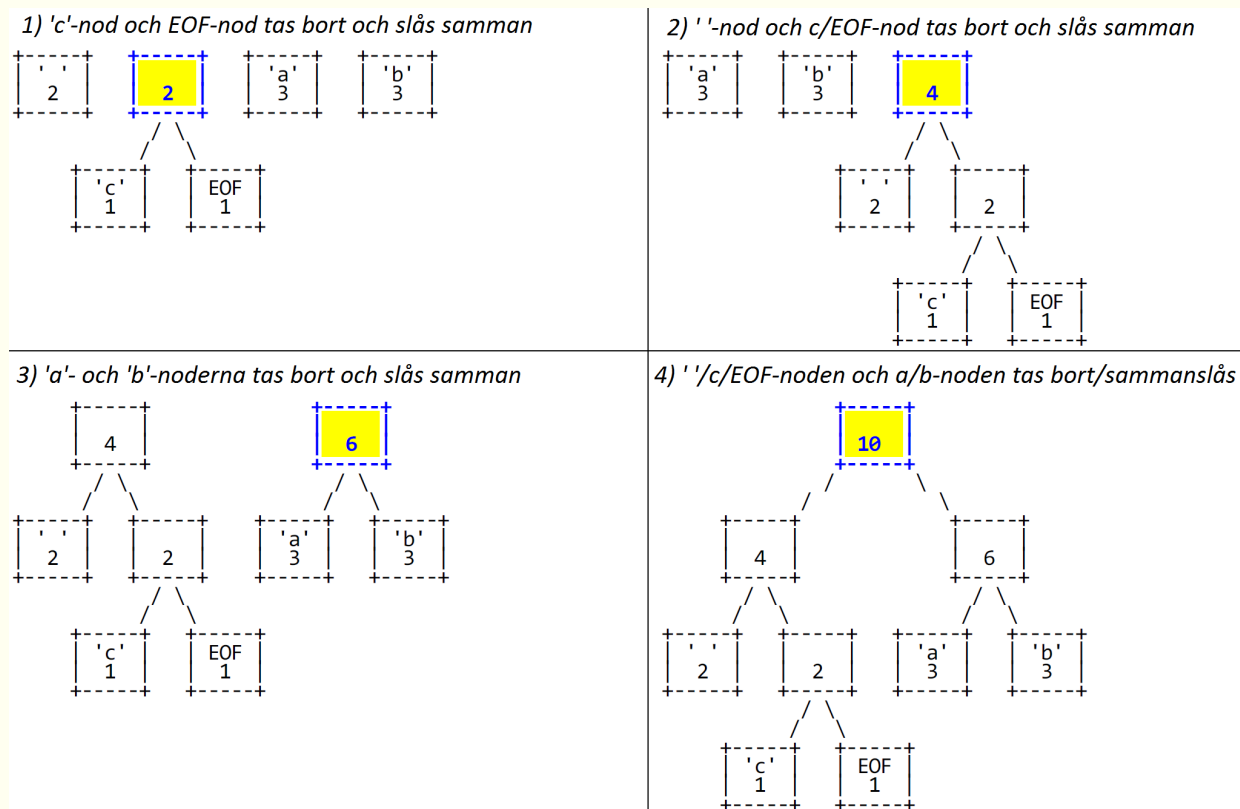 1) 'c'-nod och EOF-nod tas bort och slås samman
' ' 'a' 'b'
2 2 3 3
'c' EOF
1 1
2) ' '-nod och c/EOF-nod tas bort och slås samman
'a' 'b'
3 3 4
' '
2 2
'c' EOF
1 1
3) 'a'- och 'b'-noderna tas bort och slås samman
4 6
' ' 'a' 'b'
2 2 3 3
'c' EOF
1 1
4) ' '/c/EOF-noden och a/b-noden tas bort/sammanslås
10
4 6
' ' 'a' 'b'
2 2 3 3
'c' EOF
1 1